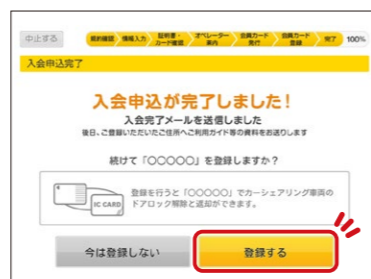 中止する
規約確認 情報入力 証明書・カード確認 オペレーター案内 会員カード発行 会員カード登録 完了 100%
入会申込完了
入会申込が完了しました！
入会完了メールを送信しました
後日、ご登録いただいたご住所へご利用ガイド等の資料をお送りします
続けて「〇〇〇〇〇」を登録しますか？
IC CARD
登録を行うと「〇〇〇〇〇」でカーシェアリング車両の
ドアロック解除と返却ができます。
今は登録しない 登録する